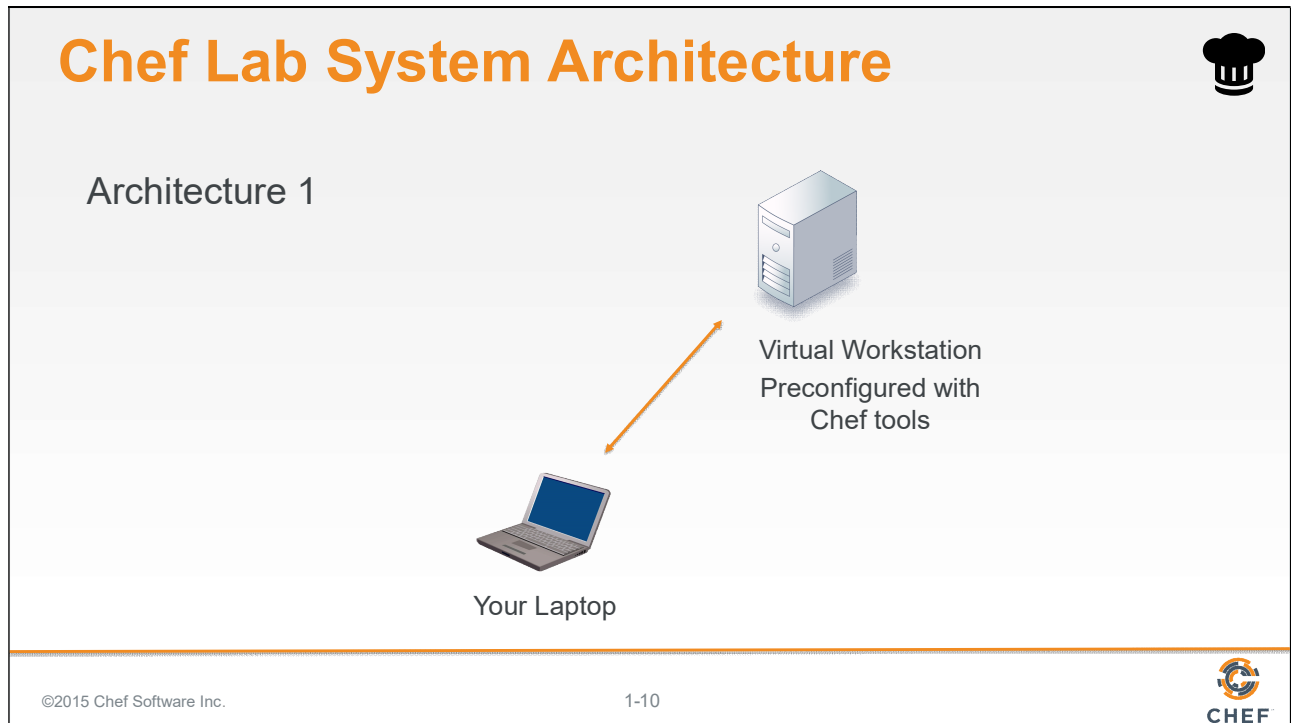 Chef Lab System Architecture
Architecture 1
Virtual Workstation
Preconfigured with
Chef tools
Your Laptop
©2015 Chef Software Inc.
1-10
CHEF